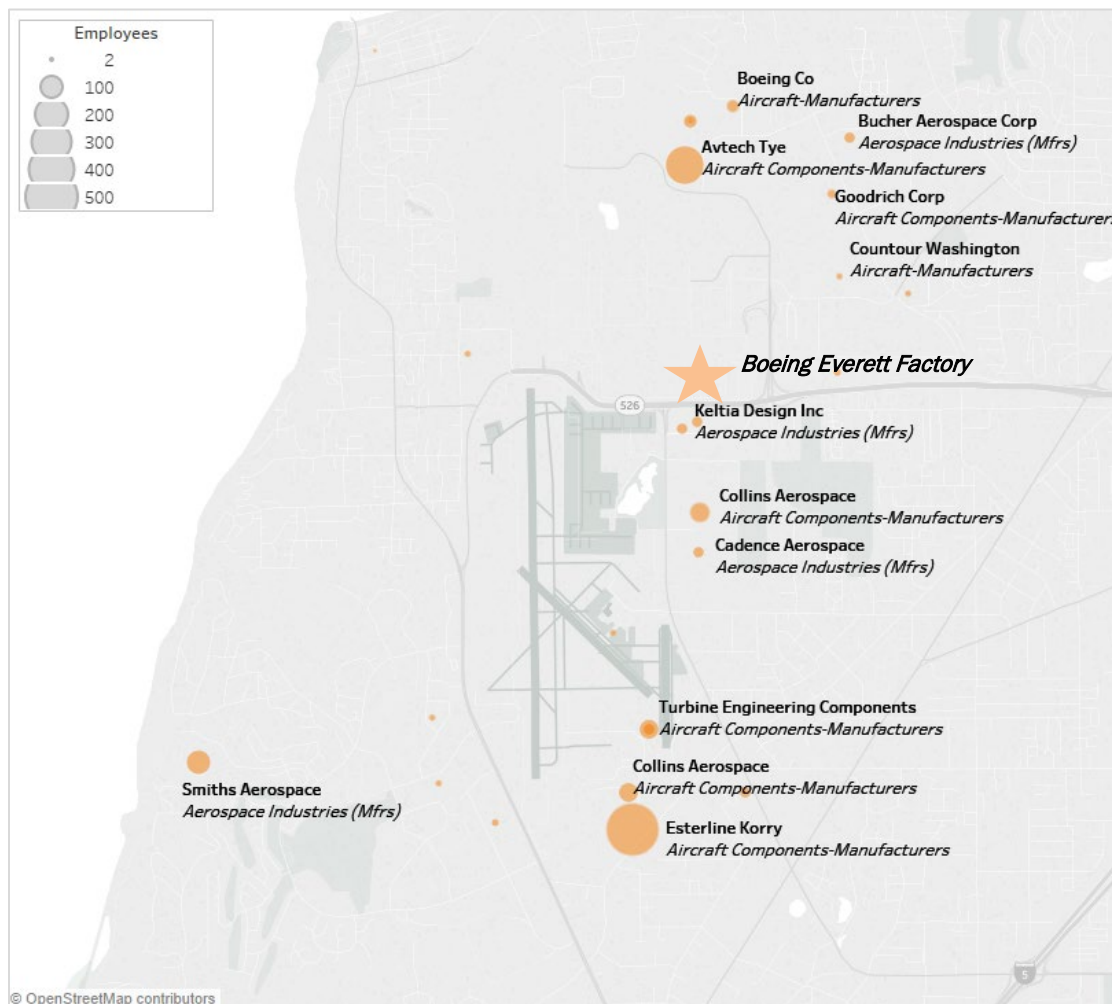 Employees
2
100
200
300
400
500
Boeing Co
Aircraft-Manufacturers
Bucher Aerospace Corp
Aerospace Industries (Mfrs)
Avtech Tye
Aircraft Components-Manufacturers
Goodrich Corp
Aircraft Components-Manufacturers
Countour Washington
Aircraft-Manufacturers
Boeing Everett Factory
526
Keltia Design Inc
Aerospace Industries (Mfrs)
Collins Aerospace
Aircraft Components-Manufacturers
Cadence Aerospace
Aerospace Industries (Mfrs)
Turbine Engineering Components
Aircraft Components-Manufacturers
Collins Aerospace
Aircraft Components-Manufacturers
Smiths Aerospace
Aerospace Industries (Mfrs)
Esterline Korry
Aircraft Components-Manufacturers
5
© OpenStreetMap contributors